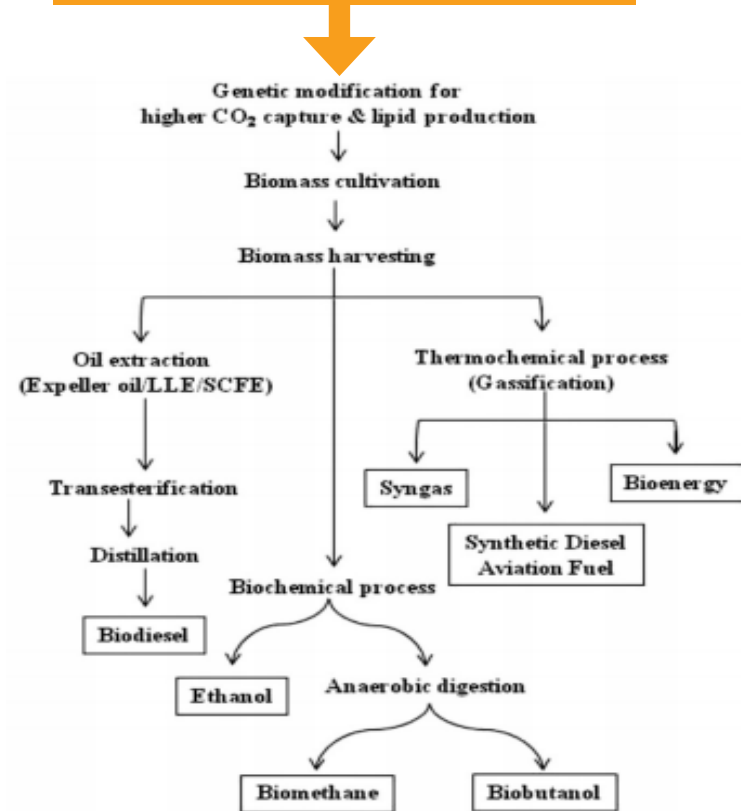 Genetic modification for
higher CO₂ capture & lipid production
Biomass cultivation
Biomass harvesting
Oil extraction
(Expeller oil/LLE/SCFE)
Thermochemical process
(Gassification)
Transesterification
Syngas
Bioenergy
Distillation
Synthetic Diesel
Aviation Fuel
Biochemical process
Biodiesel
Ethanol
Anaerobic digestion
Biomethane
Biobutanol